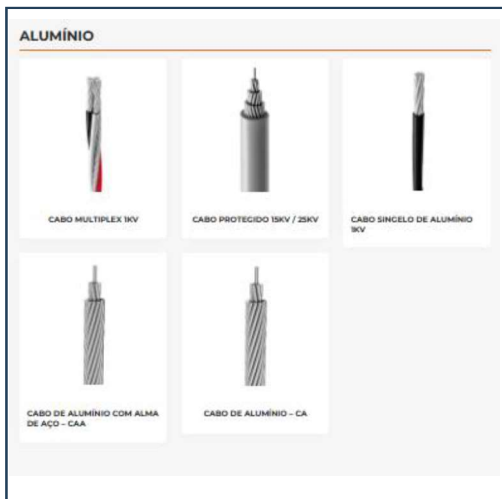 ALUMÍNIO
CABO MULTIPLEX 1KV
CABO PROTEGIDO 15KV / 25KV
CABO SINGELO DE ALUMÍNIO
1KV
CABO DE ALUMÍNIO COM ALMA
DE AÇO – CAA
CABO DE ALUMÍNIO – CA